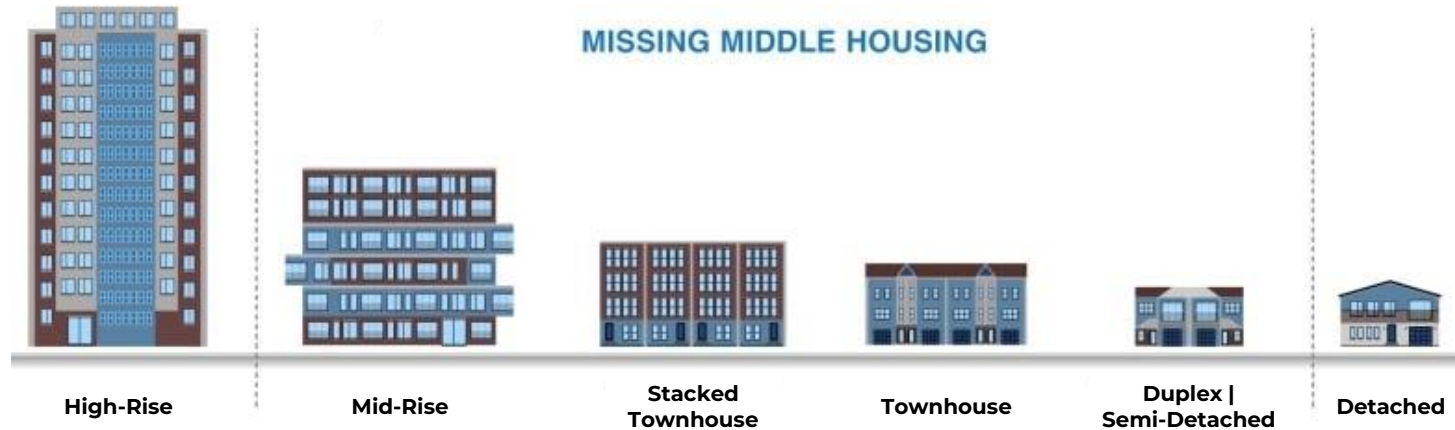 MISSING MIDDLE HOUSING
High-Rise
Mid-Rise
Stacked
Townhouse
Townhouse
Duplex |
Semi-Detached
Detached